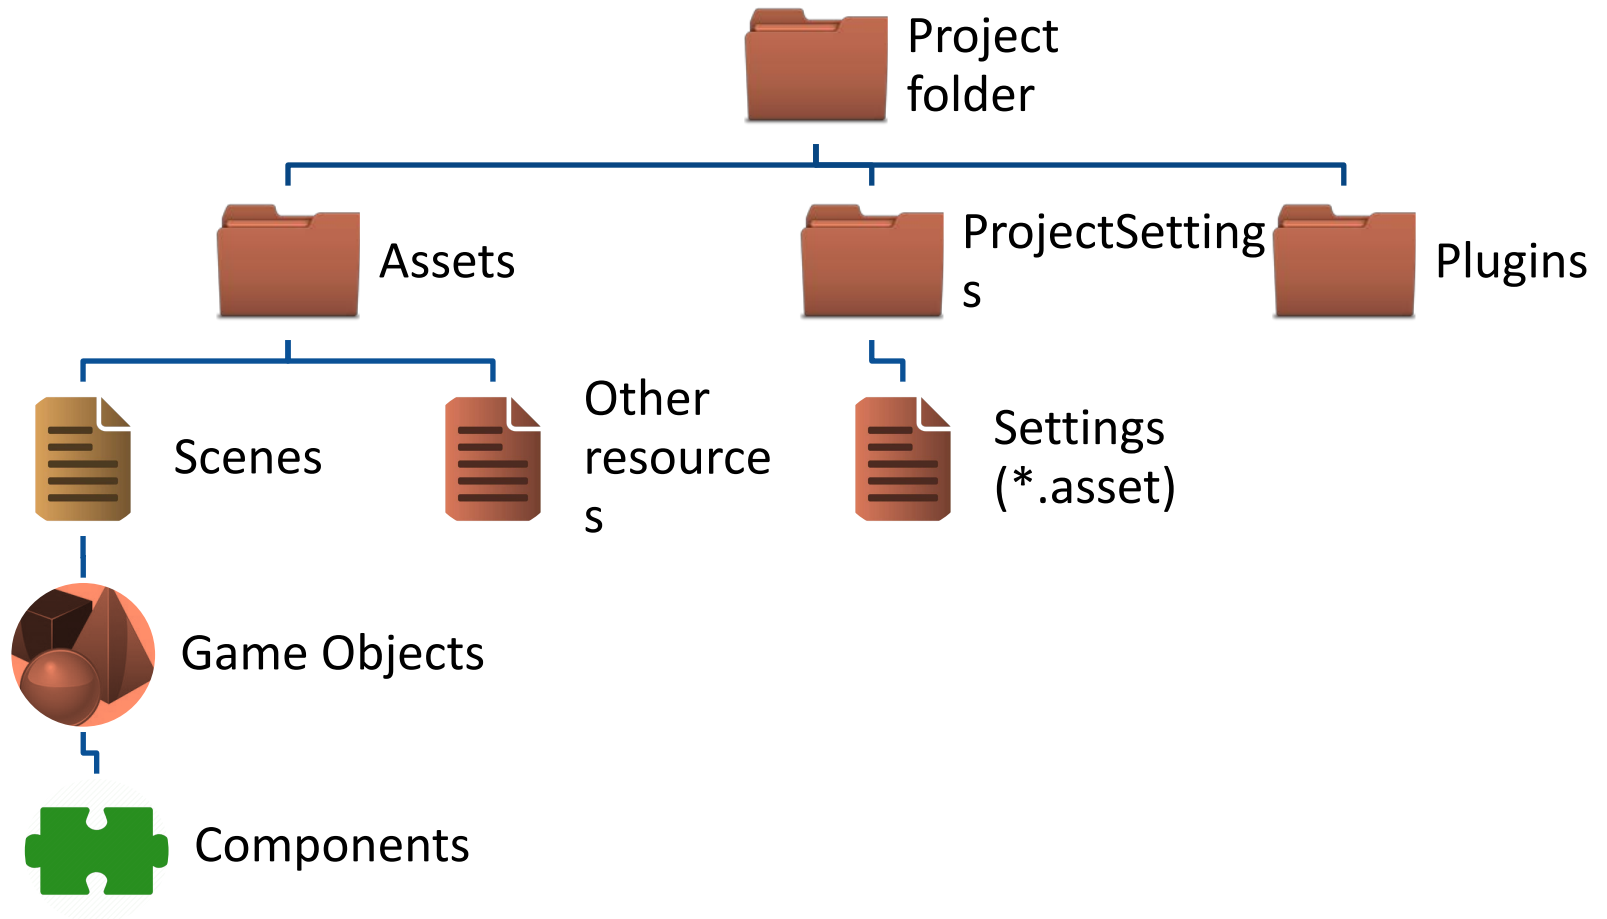 Project
folder
Assets
ProjectSetting
s
Plugins
Scenes
Other
resource
s
Settings
(*.asset)
Game Objects
Components